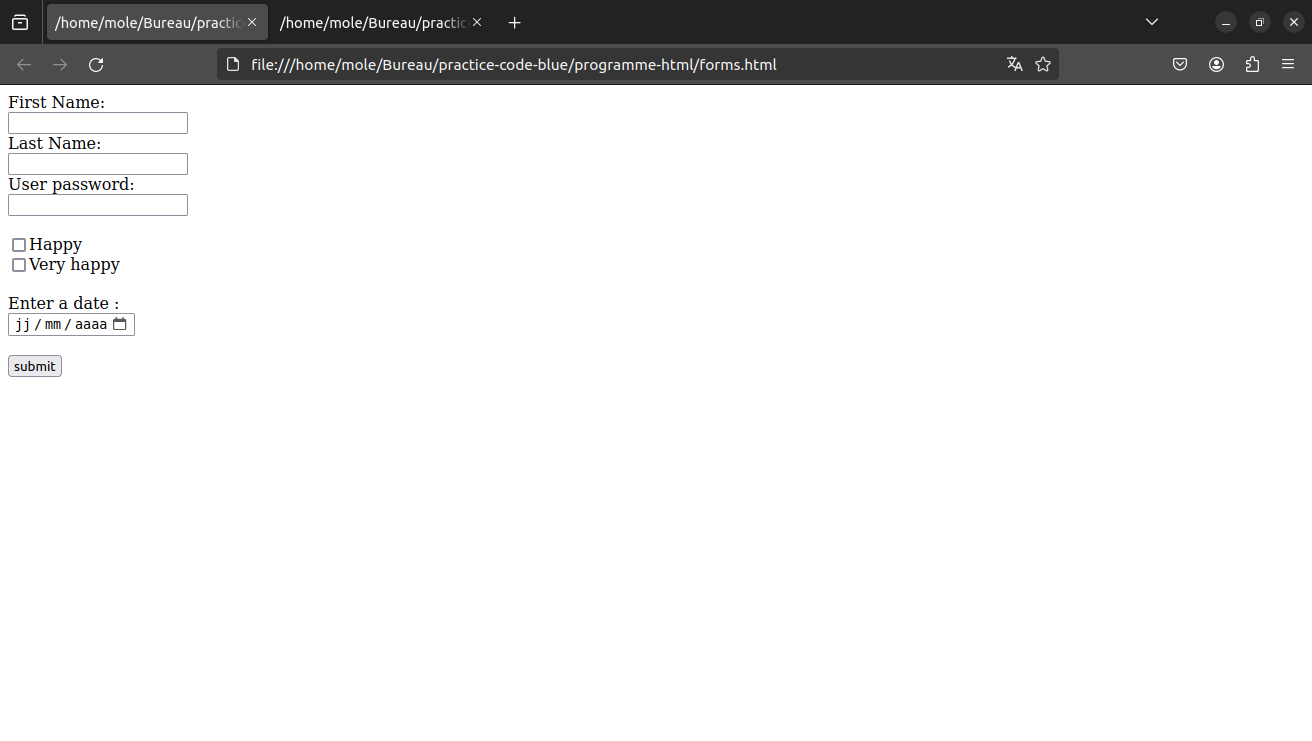 /home/mole/Bureau/practic
/home/mole/Bureau/practic
file:///home/mole/Bureau/practice-code-blue/programme-html/forms.html
First Name:
Last Name:
User password:
Happy
Very happy
Enter a date :
jj / mm / aaaa
submit